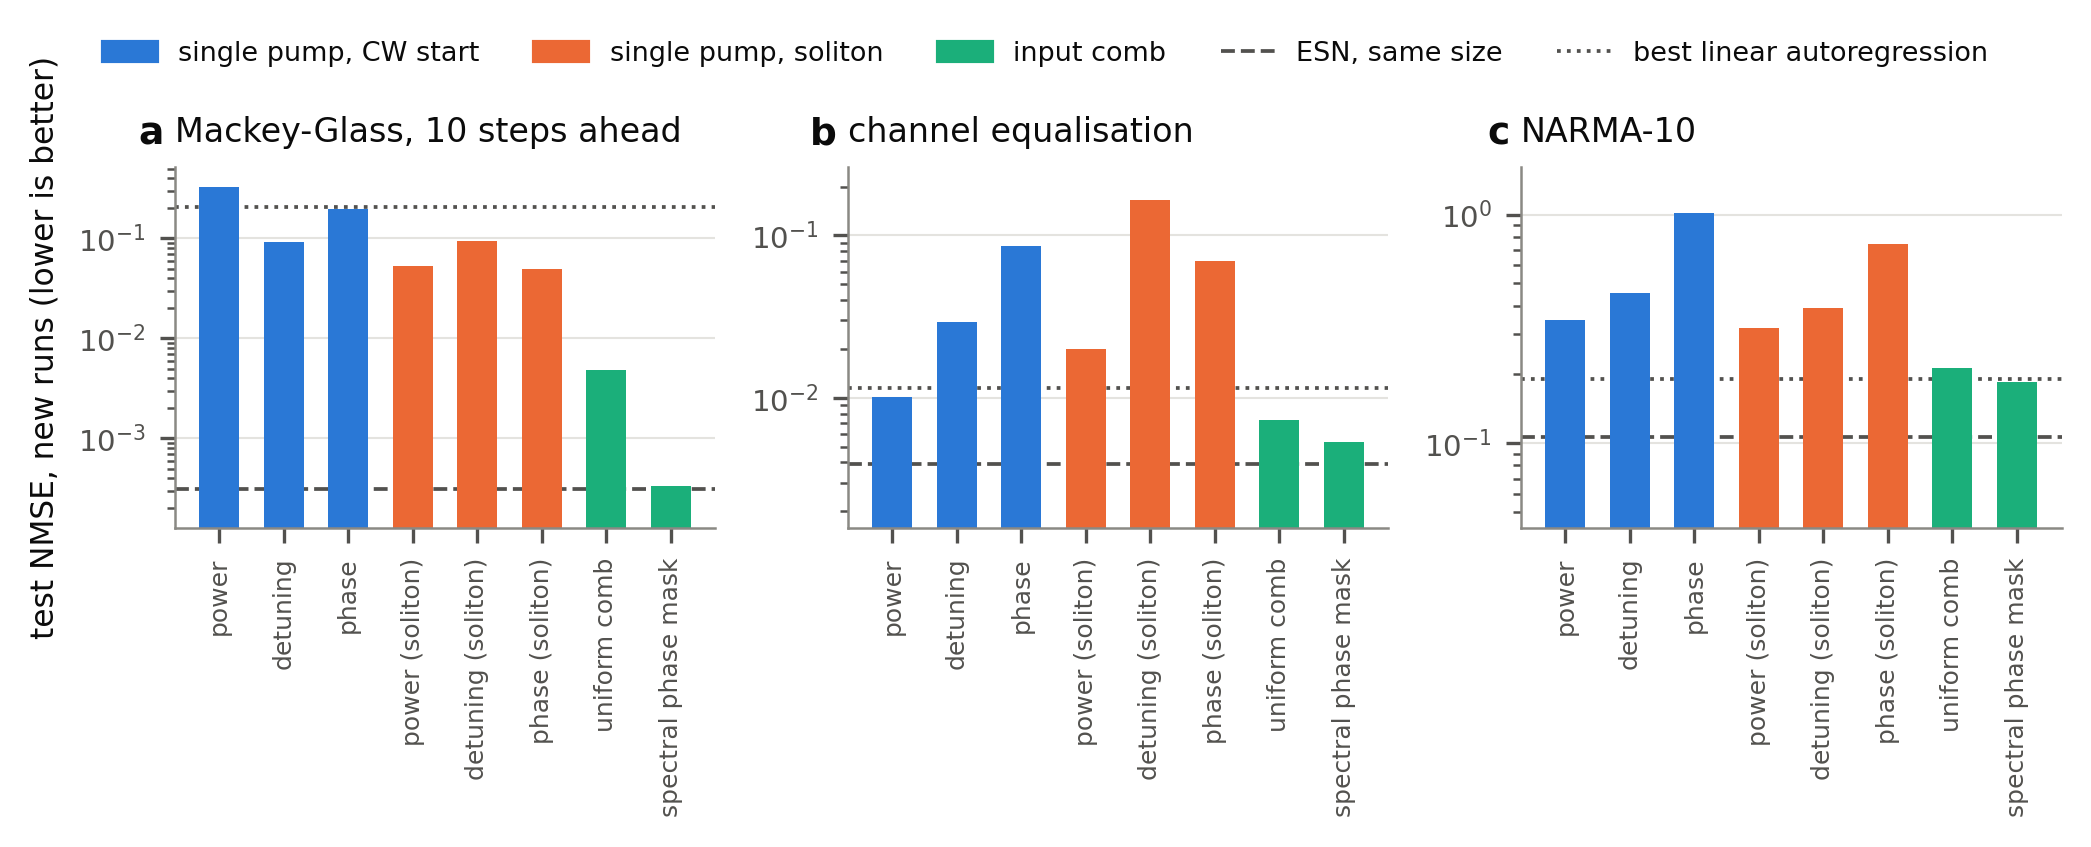 single pump, CW start
single pump, soliton
input comb
ESN, same size
best linear autoregression
test NMSE, new runs (lower is better)
a Mackey-Glass, 10 steps ahead
10⁻¹
10⁻²
10⁻³
power
detuning
phase
power (soliton)
detuning (soliton)
phase (soliton)
uniform comb
spectral phase mask
b channel equalisation
10⁻¹
10⁻²
power
detuning
phase
power (soliton)
detuning (soliton)
phase (soliton)
uniform comb
spectral phase mask
c NARMA-10
10⁰
10⁻¹
power
detuning
phase
power (soliton)
detuning (soliton)
phase (soliton)
uniform comb
spectral phase mask